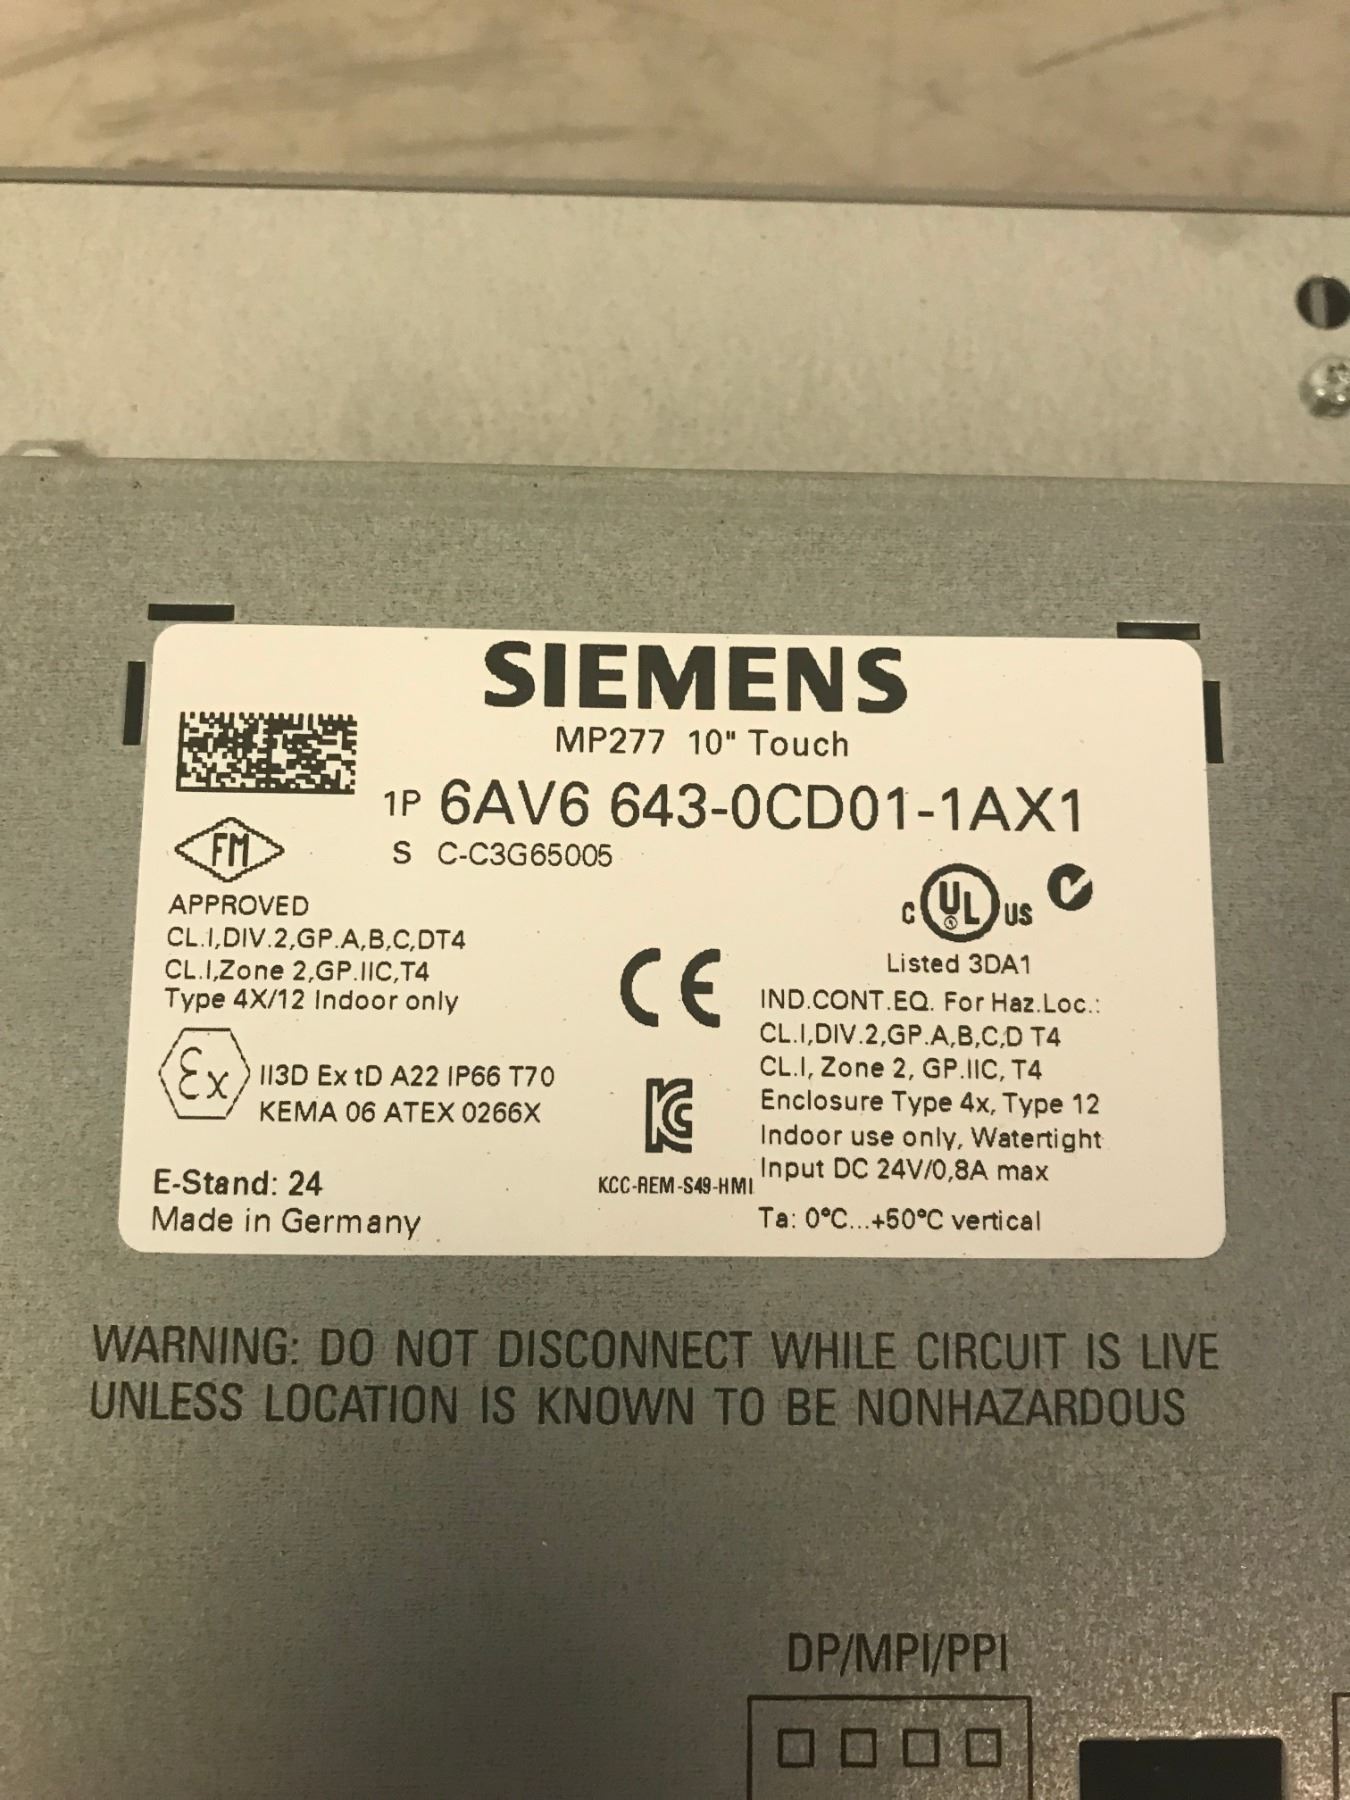 SIEMENS
MP277 10" Touch
1P 6AV6 643-0CD01-1AX1
S C-C3G65005
FM
APPROVED
CL.I,DIV.2,GP.A,B,C,DT4
CL.I,Zone 2,GP.IIC,T4
Type 4X/12 Indoor only
Ex
II3D Ex tD A22 IP66 T70
KEMA 06 ATEX 0266X
E-Stand: 24
Made in Germany
CE
KC
KCC-REM-S49-HMI
C UL US
Listed 3DA1
IND.CONT.EQ. For Haz.Loc.:
CL.I,DIV.2,GP.A,B,C,D T4
CL.I, Zone 2, GP.IIC, T4
Enclosure Type 4x, Type 12
Indoor use only, Watertight
Input DC 24V/0,8A max
Ta: 0°C...+50°C vertical
WARNING: DO NOT DISCONNECT WHILE CIRCUIT IS LIVE
UNLESS LOCATION IS KNOWN TO BE NONHAZARDOUS
DP/MPI/PPI